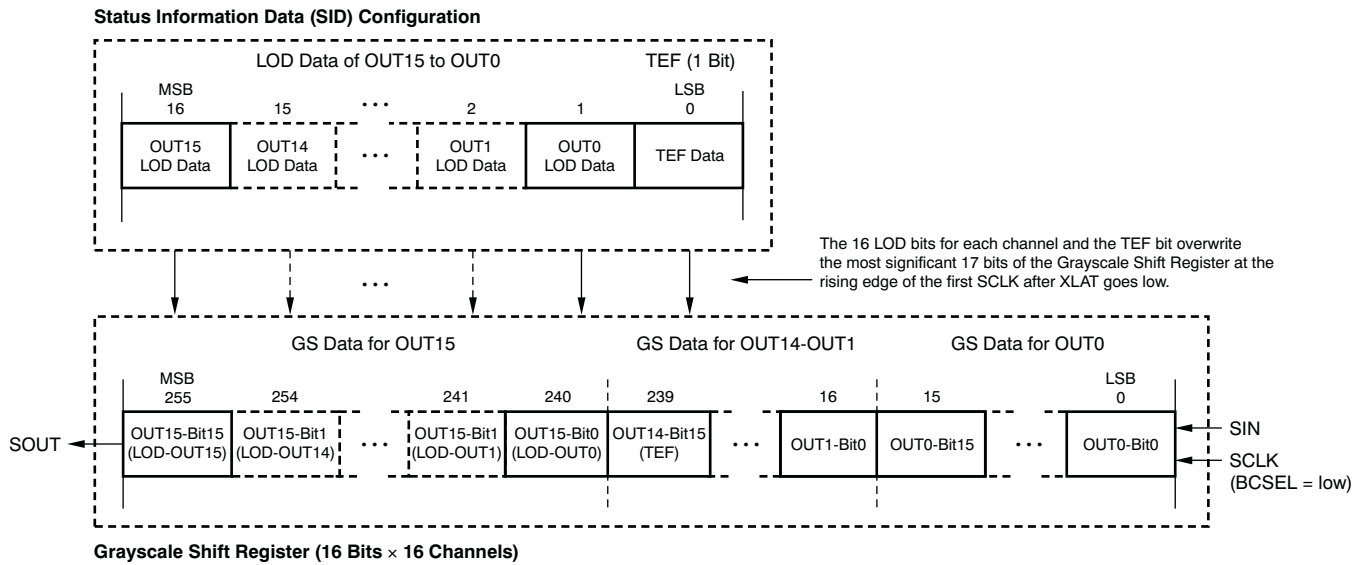 Status Information Data (SID) Configuration
LOD Data of OUT15 to OUT0
TEF (1 Bit)
MSB
LSB
16
15
• • •
2
1
0
OUT15
LOD Data
OUT14
LOD Data
• • •
OUT1
LOD Data
OUT0
LOD Data
TEF Data
• • •
The 16 LOD bits for each channel and the TEF bit overwrite
the most significant 17 bits of the Grayscale Shift Register at the
rising edge of the first SCLK after XLAT goes low.
GS Data for OUT15
GS Data for OUT14-OUT1
GS Data for OUT0
MSB
LSB
255
254
241
240
239
16
15
0
SOUT
OUT15-Bit15
(LOD-OUT15)
OUT15-Bit1
(LOD-OUT14)
• • •
OUT15-Bit1
(LOD-OUT1)
OUT15-Bit0
(LOD-OUT0)
OUT14-Bit15
(TEF)
• • •
OUT1-Bit0
OUT0-Bit15
• • •
OUT0-Bit0
SIN
SCLK
(BCSEL = low)
Grayscale Shift Register (16 Bits × 16 Channels)